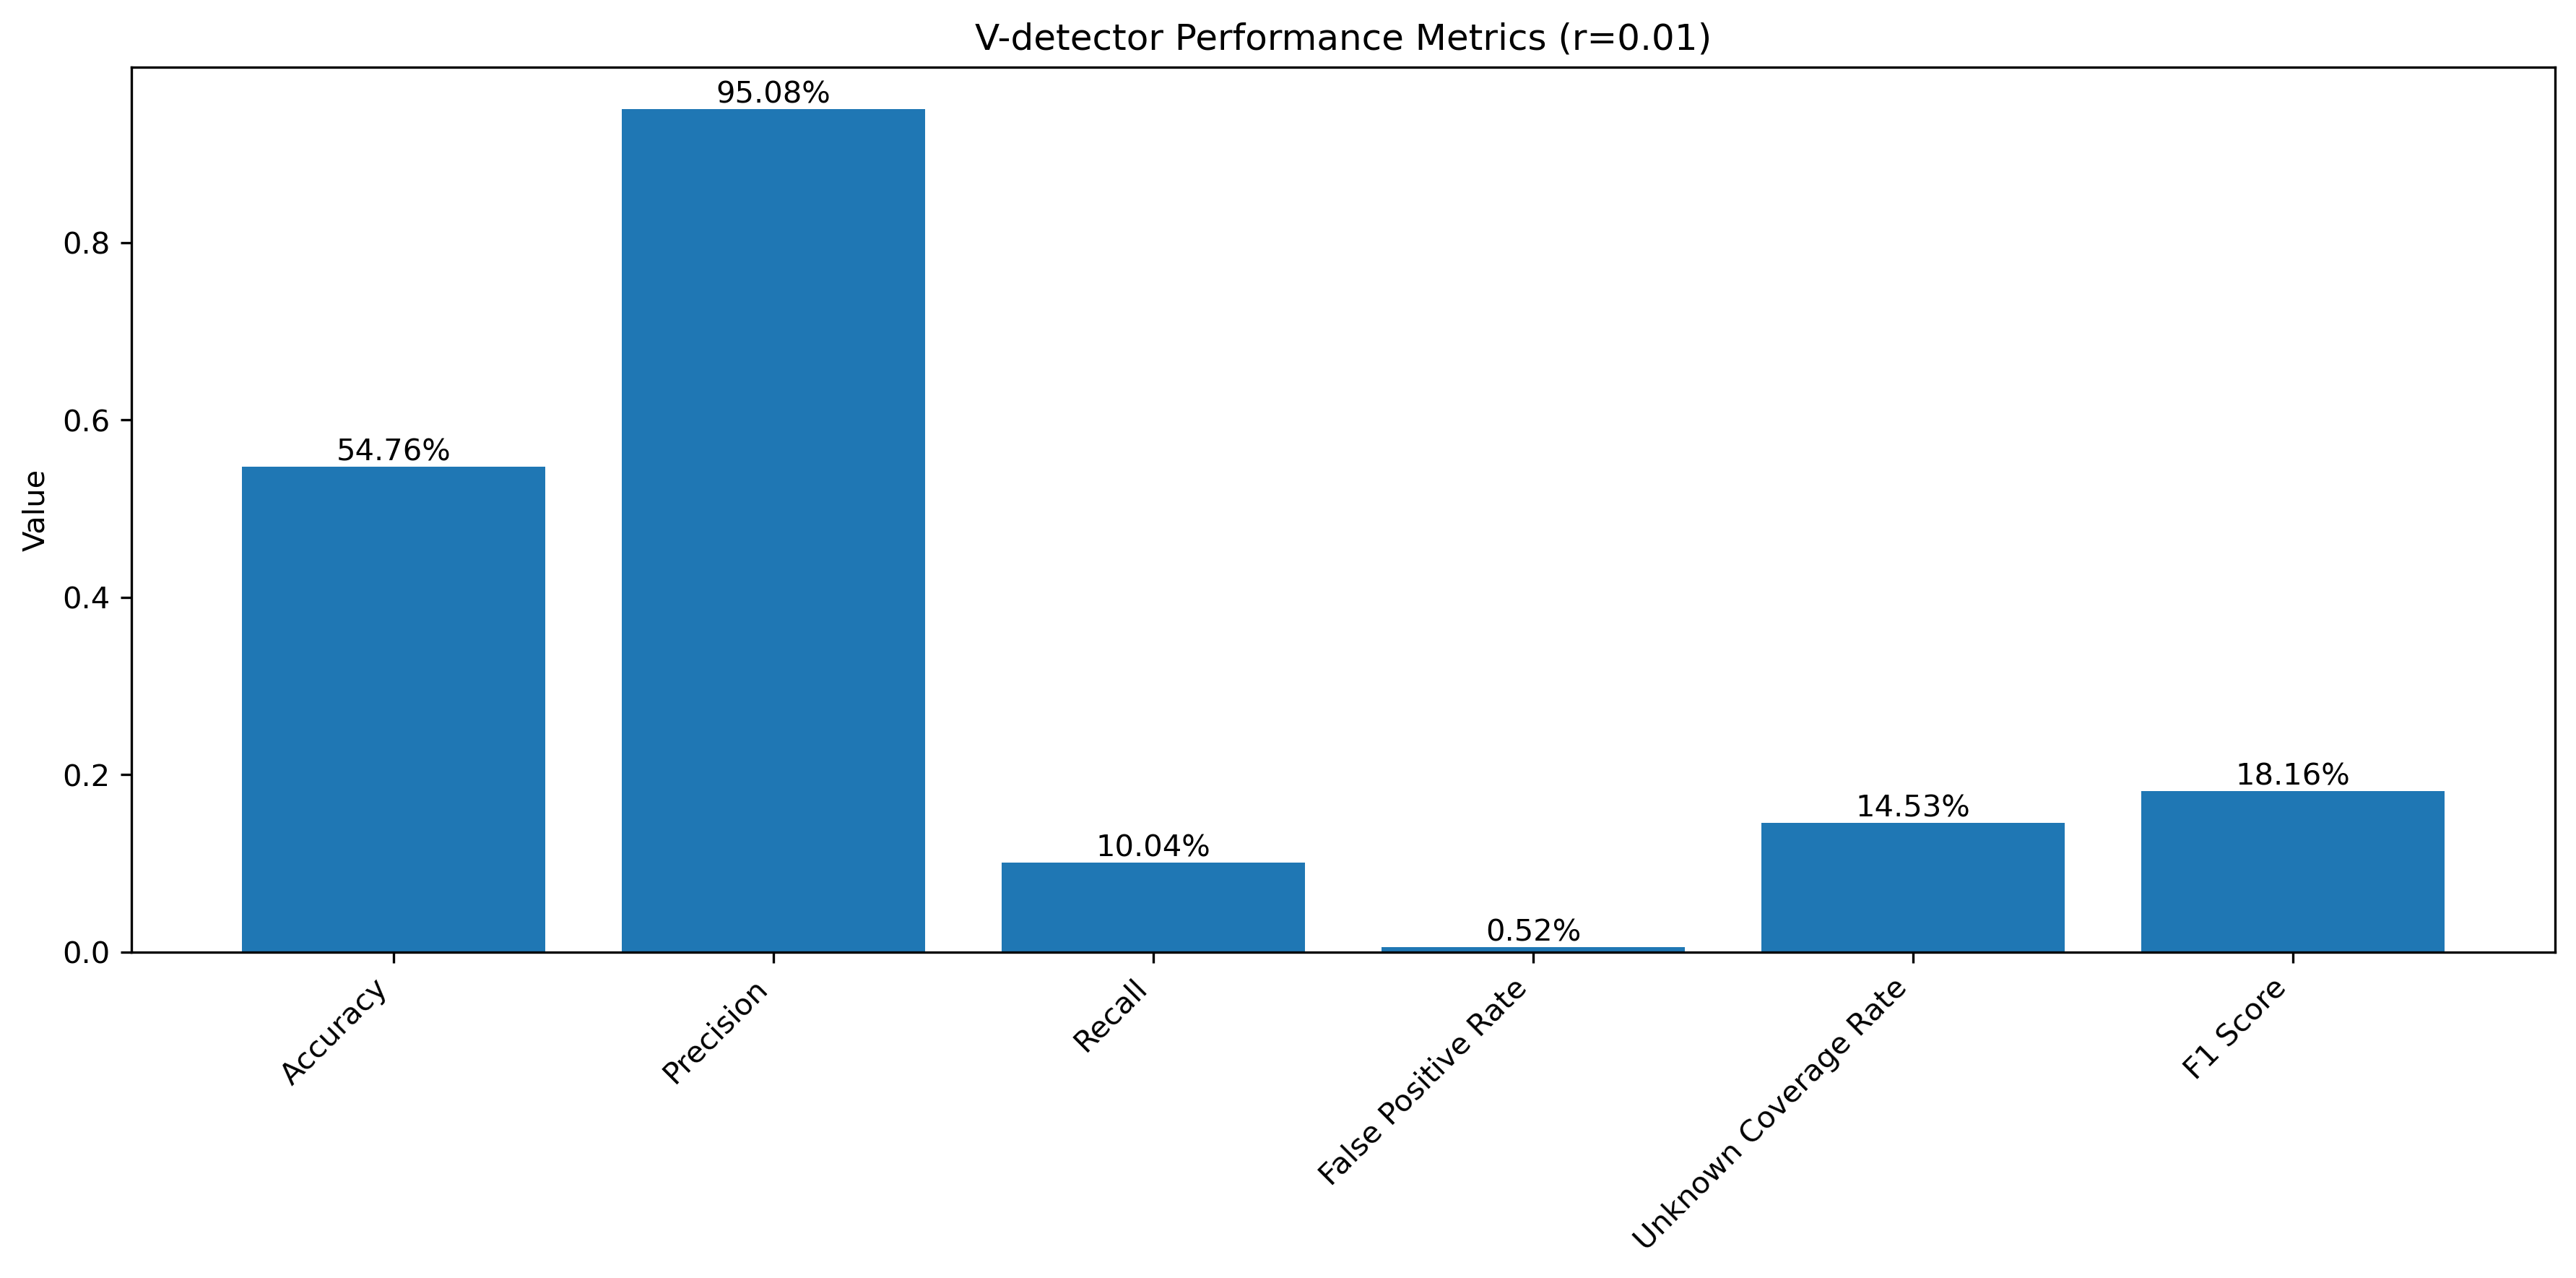 V-detector Performance Metrics (r=0.01)
95.08%
0.8
0.6
54.76%
Value
0.4
0.2
18.16%
14.53%
10.04%
0.52%
0.0
Accuracy
Precision
Recall
False Positive Rate
Unknown Coverage Rate
F1 Score